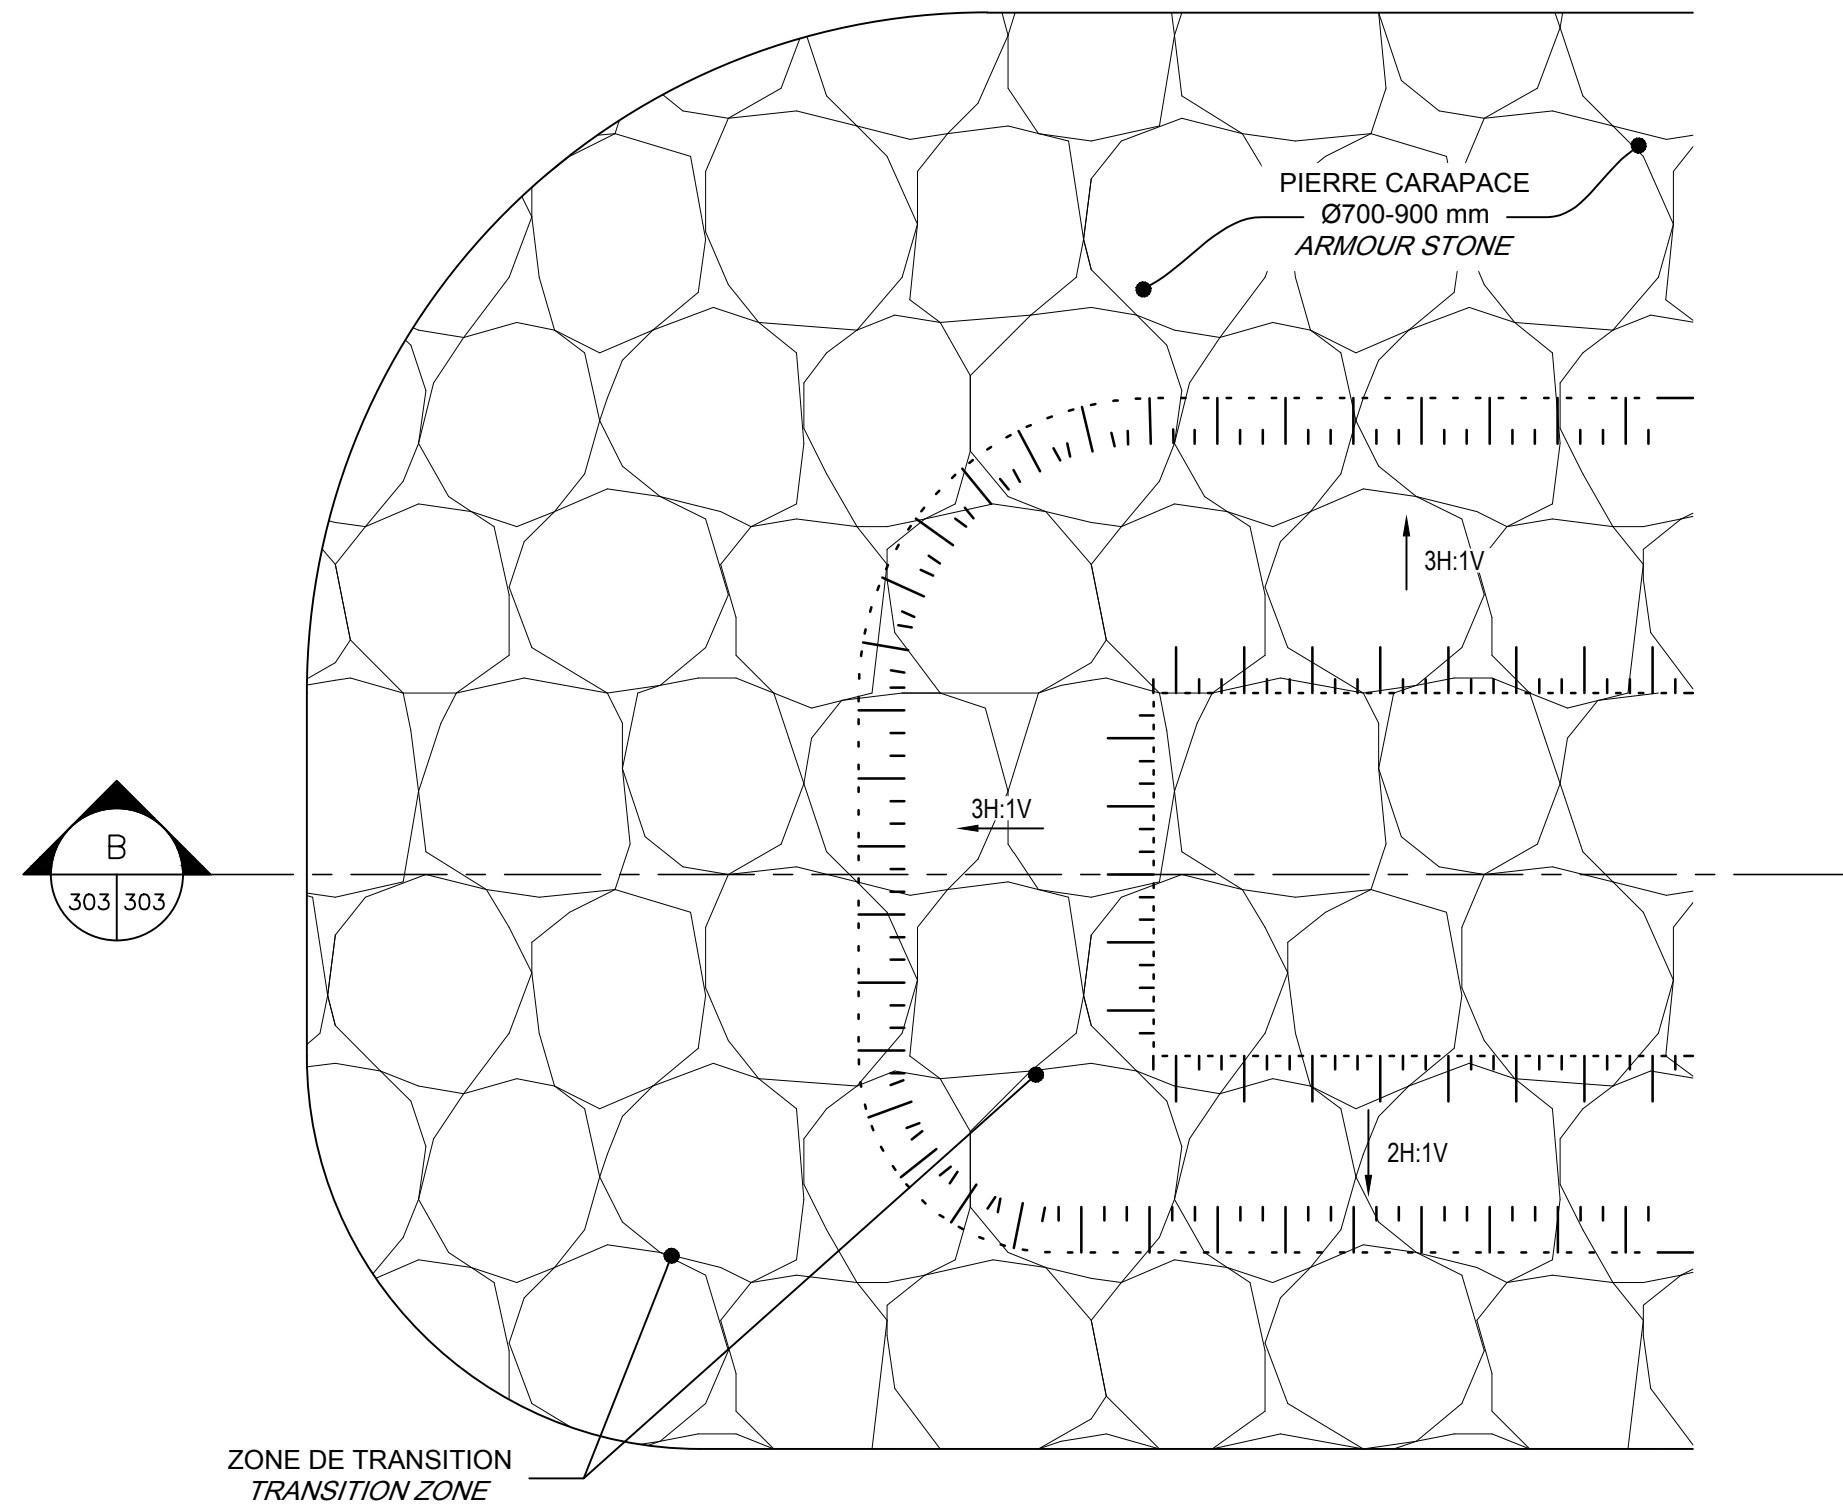 PIERRE CARAPACE
Ø700-900 mm
ARMOUR STONE
3H:1V
3H:1V
B
303 303
2H:1V
ZONE DE TRANSITION
TRANSITION ZONE